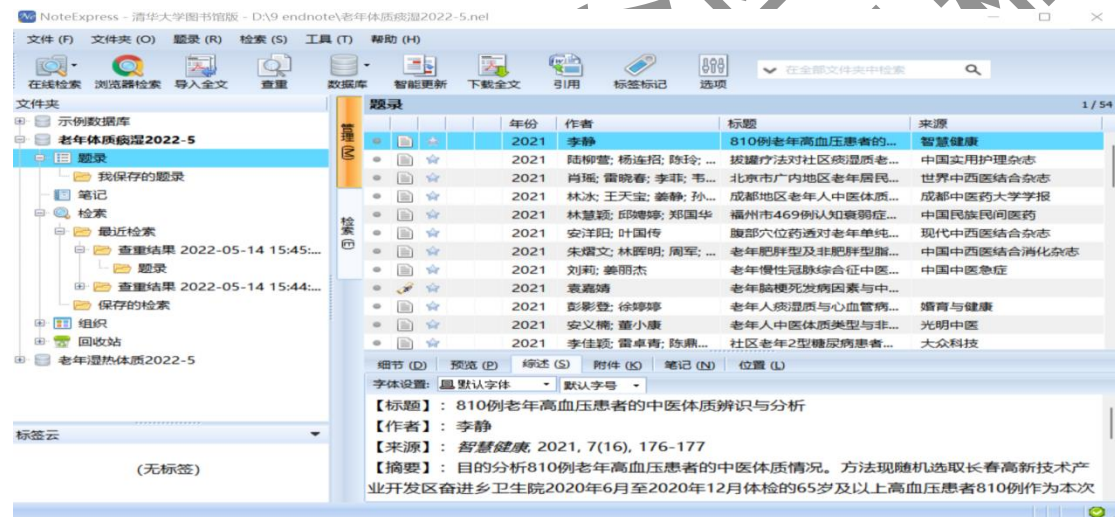 NoteExpress - 清华大学图书馆版 - D:\9 endnote\老年体质痰湿2022-5.nel
文件 (F) 文件夹 (O) 题录 (R) 检索 (S) 工具 (T) 帮助 (H)
在线检索 浏览器检索 导入全文 查重 数据库 智能更新 下载全文 引用 标签标记 选项 在全部文件夹中检索
文件夹
示例数据库
老年体质痰湿2022-5
题录
我保存的题录
笔记
检索
最近检索
查重结果 2022-05-14 15:45:...
题录
查重结果 2022-05-14 15:44:...
保存的检索
组织
回收站
老年湿热体质2022-5
标签云
(无标签)
管理 (M)
检索 (E)
题录 1 / 54
年份 作者 标题 来源
2021 李静 810例老年高血压患者的... 智慧健康
2021 陆柳营; 杨连招; 陈玲; ... 拔罐疗法对社区痰湿质老... 中国实用护理杂志
2021 肖瑶; 雷晓春; 李菲; 韦... 北京市广内地区老年居民... 世界中西医结合杂志
2021 林冰; 王天宝; 姜静; 孙... 成都地区老年人中医体质... 成都中医药大学学报
2021 林慧颖; 邱娉婷; 郑国华 福州市469例认知衰弱症... 中国民族民间医药
2021 安洋阳; 叶国传 腹部穴位药透对老年单纯... 现代中西医结合杂志
2021 朱熠文; 林晖明; 周军; ... 老年肥胖型及非肥胖型脂... 中国中西医结合消化杂志
2021 刘莉; 姜丽杰 老年慢性冠脉综合征中医... 中国中医急症
2021 袁嘉婧 老年脑梗死发病因素与中...
2021 彭影登; 徐婷婷 老年人痰湿质与心血管病... 婚育与健康
2021 安义楠; 董小康 老年人中医体质类型与非... 光明中医
2021 李佳颖; 雷卓青; 陈鼎... 社区老年2型糖尿病患者... 大众科技
细节 (D) 预览 (P) 综述 (S) 附件 (K) 笔记 (N) 位置 (L)
字体设置: 默认字体 默认字号
【标题】: 810例老年高血压患者的中医体质辨识与分析
【作者】: 李静
【来源】: 智慧健康, 2021, 7(16), 176-177
【摘要】: 目的分析810例老年高血压患者的中医体质情况。方法现随机选取长春高新技术产
业开发区奋进乡卫生院2020年6月至2020年12月体检的65岁及以上高血压患者810例作为本次